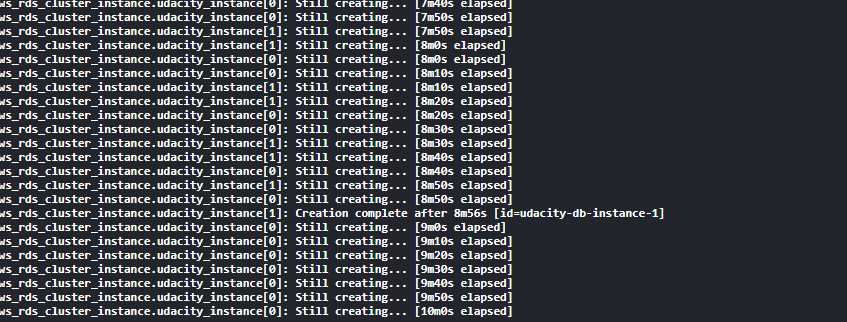 ws_rds_cluster_instance.udacity_instance[0]: Still creating... [7m40s elapsed]
ws_rds_cluster_instance.udacity_instance[0]: Still creating... [7m50s elapsed]
ws_rds_cluster_instance.udacity_instance[1]: Still creating... [7m50s elapsed]
ws_rds_cluster_instance.udacity_instance[1]: Still creating... [8m0s elapsed]
ws_rds_cluster_instance.udacity_instance[0]: Still creating... [8m0s elapsed]
ws_rds_cluster_instance.udacity_instance[0]: Still creating... [8m10s elapsed]
ws_rds_cluster_instance.udacity_instance[1]: Still creating... [8m10s elapsed]
ws_rds_cluster_instance.udacity_instance[1]: Still creating... [8m20s elapsed]
ws_rds_cluster_instance.udacity_instance[0]: Still creating... [8m20s elapsed]
ws_rds_cluster_instance.udacity_instance[0]: Still creating... [8m30s elapsed]
ws_rds_cluster_instance.udacity_instance[1]: Still creating... [8m30s elapsed]
ws_rds_cluster_instance.udacity_instance[1]: Still creating... [8m40s elapsed]
ws_rds_cluster_instance.udacity_instance[0]: Still creating... [8m40s elapsed]
ws_rds_cluster_instance.udacity_instance[1]: Still creating... [8m50s elapsed]
ws_rds_cluster_instance.udacity_instance[0]: Still creating... [8m50s elapsed]
ws_rds_cluster_instance.udacity_instance[1]: Creation complete after 8m56s [id=udacity-db-instance-1]
ws_rds_cluster_instance.udacity_instance[0]: Still creating... [9m0s elapsed]
ws_rds_cluster_instance.udacity_instance[0]: Still creating... [9m10s elapsed]
ws_rds_cluster_instance.udacity_instance[0]: Still creating... [9m20s elapsed]
ws_rds_cluster_instance.udacity_instance[0]: Still creating... [9m30s elapsed]
ws_rds_cluster_instance.udacity_instance[0]: Still creating... [9m40s elapsed]
ws_rds_cluster_instance.udacity_instance[0]: Still creating... [9m50s elapsed]
ws_rds_cluster_instance.udacity_instance[0]: Still creating... [10m0s elapsed]